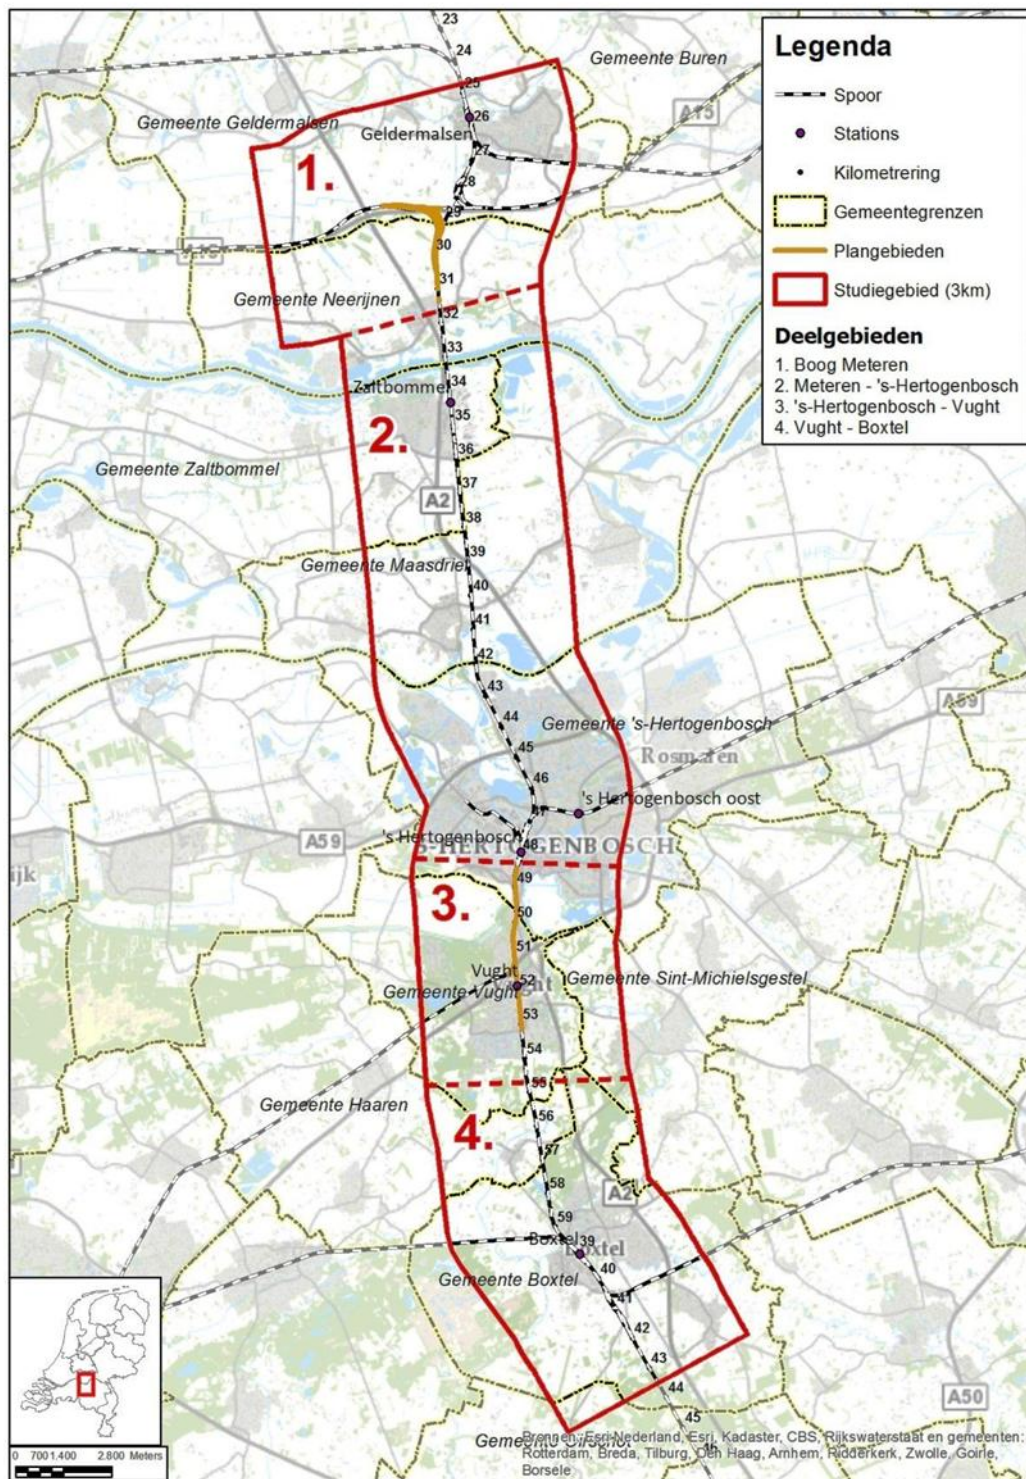 23
24
Gemeente Buren
25
A15
26
Gemeente Geldermalsen
Geldermalsen
27
1.
28
29
30
31
Gemeente Neerijnen
32
33
34
Zaltbommel
35
2.
36
Gemeente Zaltbommel
37
A2
38
39
Gemeente Maasdriel
40
41
42
43
44
Gemeente 's-Hertogenbosch
45
A59
Rosmalen
46
's Hertogenbosch oost
47
A59
's Hertogenbosch
48
'S-HERTOGENBOSCH
49
3.
50
51
Vught
52
Gemeente Sint-Michielsgestel
Gemeente Vught
Vught
53
54
55
Gemeente Haaren
56
4.
57
58
A2
59
Boxtel
39
Boxtel
40
Gemeente Boxtel
41
42
43
44
A50
45
46
Legenda
Spoor
Stations
Kilometrering
Gemeentegrenzen
Plangebieden
Studiegebied (3km)
Deelgebieden
1. Boog Meteren
2. Meteren - 's-Hertogenbosch
3. 's-Hertogenbosch - Vught
4. Vught - Boxtel
0 700 1.400 2.800 Meters
Bronnen: Esri Nederland, Esri, Kadaster, CBS, Rijkswaterstaat en gemeenten:
Rotterdam, Breda, Tilburg, Den Haag, Arnhem, Ridderkerk, Zwolle, Goirle,
Borsele